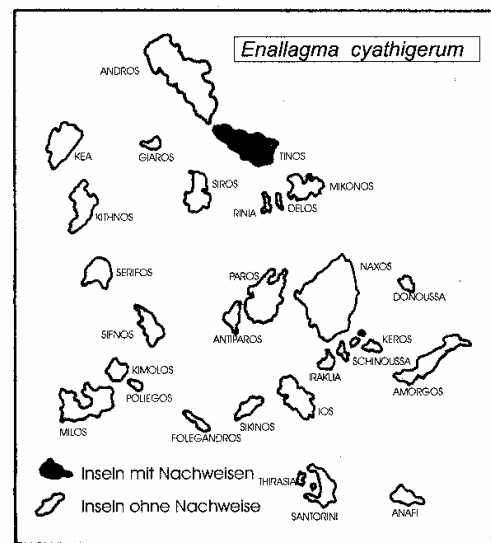 Enallagma cyathigerum
ANDROS
KEA
GIAROS
TINOS
SIROS
MIKONOS
RINIA
DELOS
KITHNOS
SERIFOS
PAROS
NAXOS
DONOUSSA
SIFNOS
ANTIPAROS
KEROS
SCHINOUSSA
IRAKLIA
AMORGOS
KIMOLOS
POLIEGOS
MILOS
FOLEGANDROS
SIKINOS
IOS
Inseln mit Nachweisen
THIRASIA
Inseln ohne Nachweise
SANTORINI
ANAFI